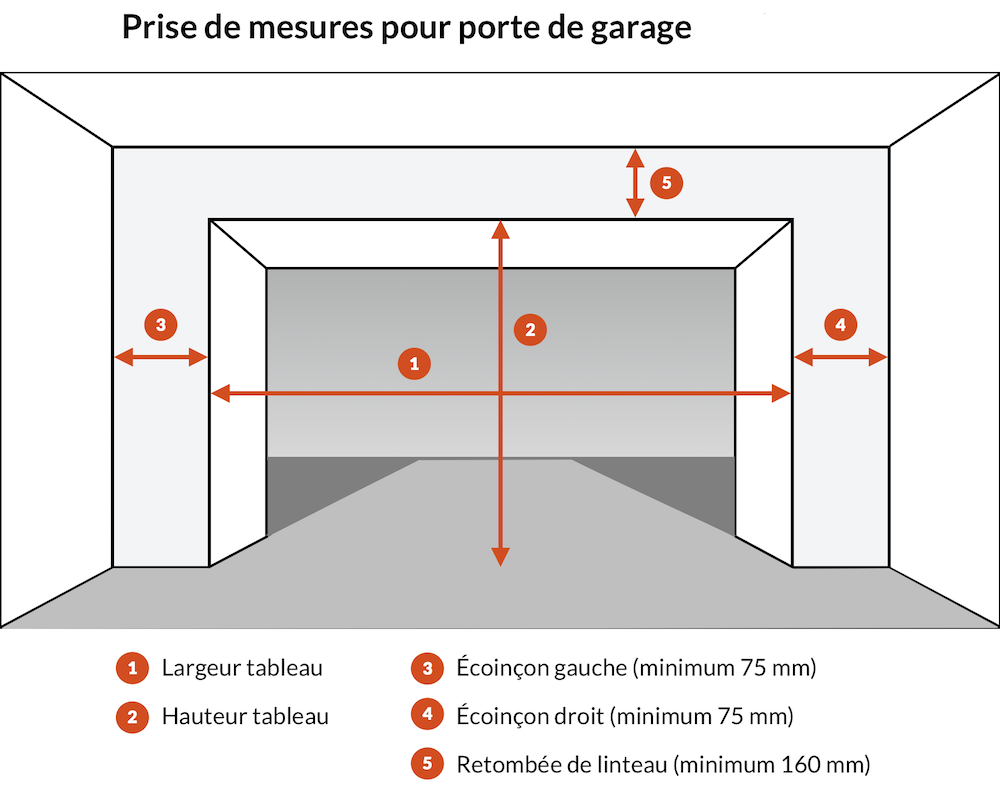 Prise de mesures pour porte de garage
5
3
4
2
1
1 Largeur tableau
2 Hauteur tableau
3 Écoinçon gauche (minimum 75 mm)
4 Écoinçon droit (minimum 75 mm)
5 Retombée de linteau (minimum 160 mm)